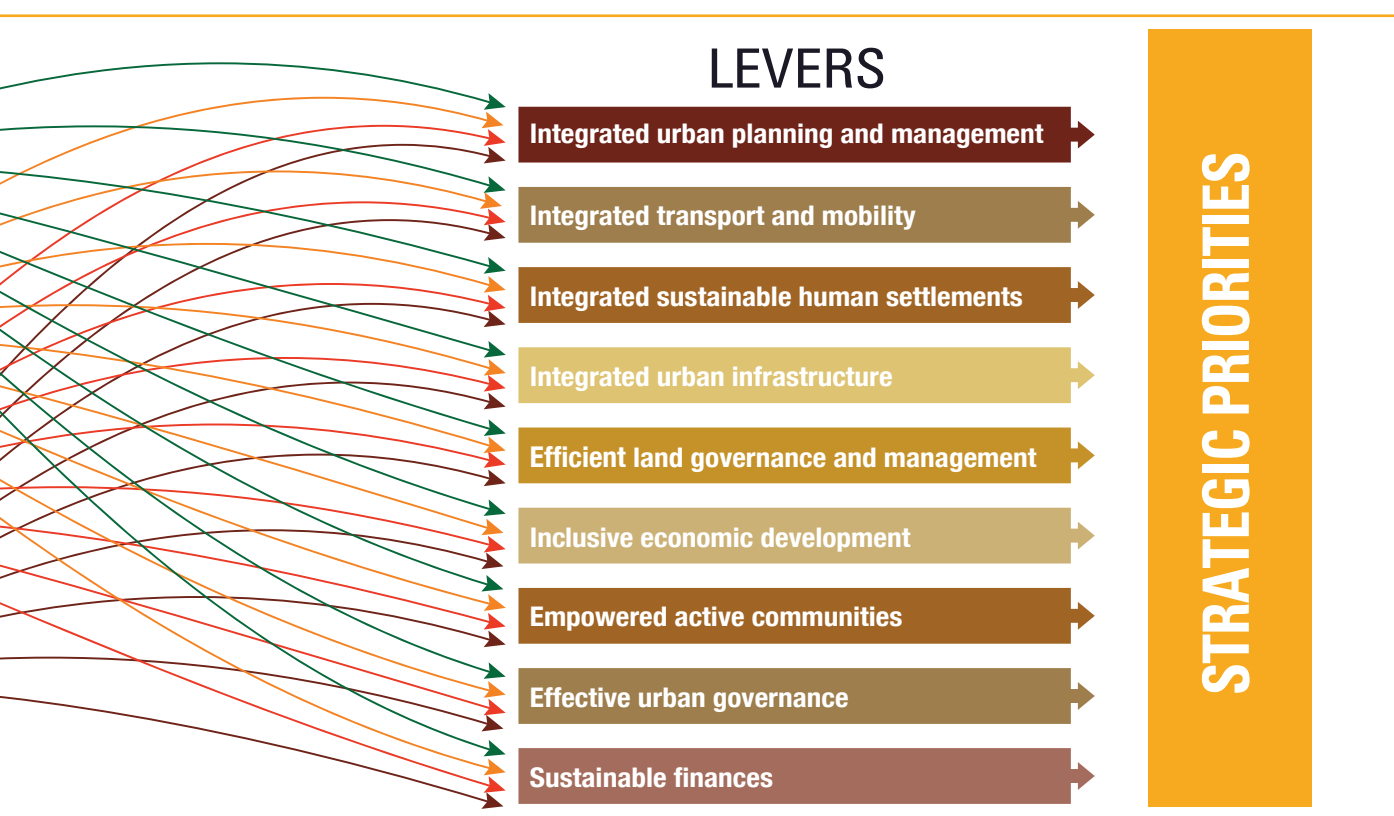 LEVERS
Integrated urban planning and management
Integrated transport and mobility
Integrated sustainable human settlements
Integrated urban infrastructure
Efficient land governance and management
Inclusive economic development
Empowered active communities
Effective urban governance
Sustainable finances
STRATEGIC PRIORITIES